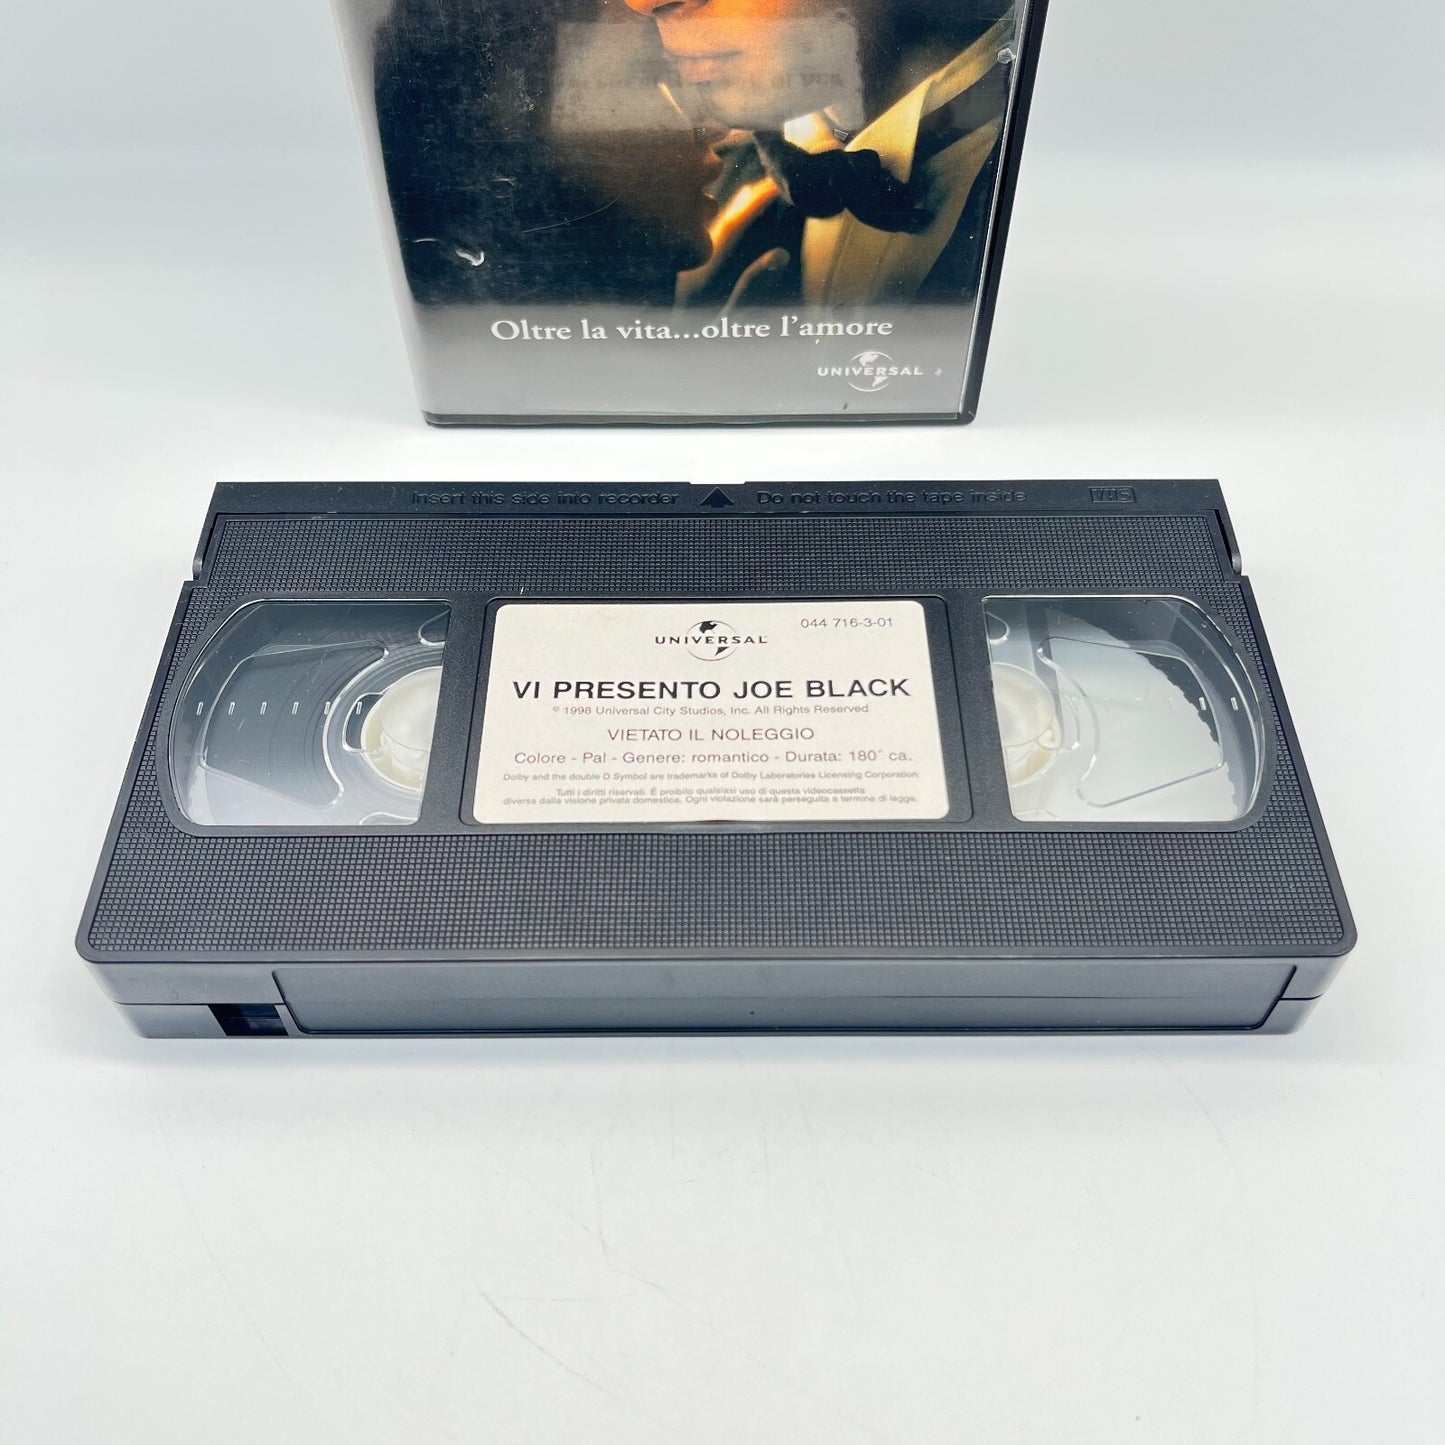 Oltre la vita...oltre l'amore
UNIVERSAL
Insert this side into recorder Do not touch the tape inside VHS
UNIVERSAL 044 716-3-01
VI PRESENTO JOE BLACK
© 1998 Universal City Studios, Inc. All Rights Reserved
VIETATO IL NOLEGGIO
Colore - Pal - Genere: romantico - Durata: 180´ ca.
Dolby and the double D Symbol are trademarks of Dolby Laboratories Licensing Corporation
Tutti i diritti riservati. È proibito qualsiasi uso di questa videocassetta
diversa dalla visione privata domestica. Ogni violazione sarà perseguita a termine di legge.